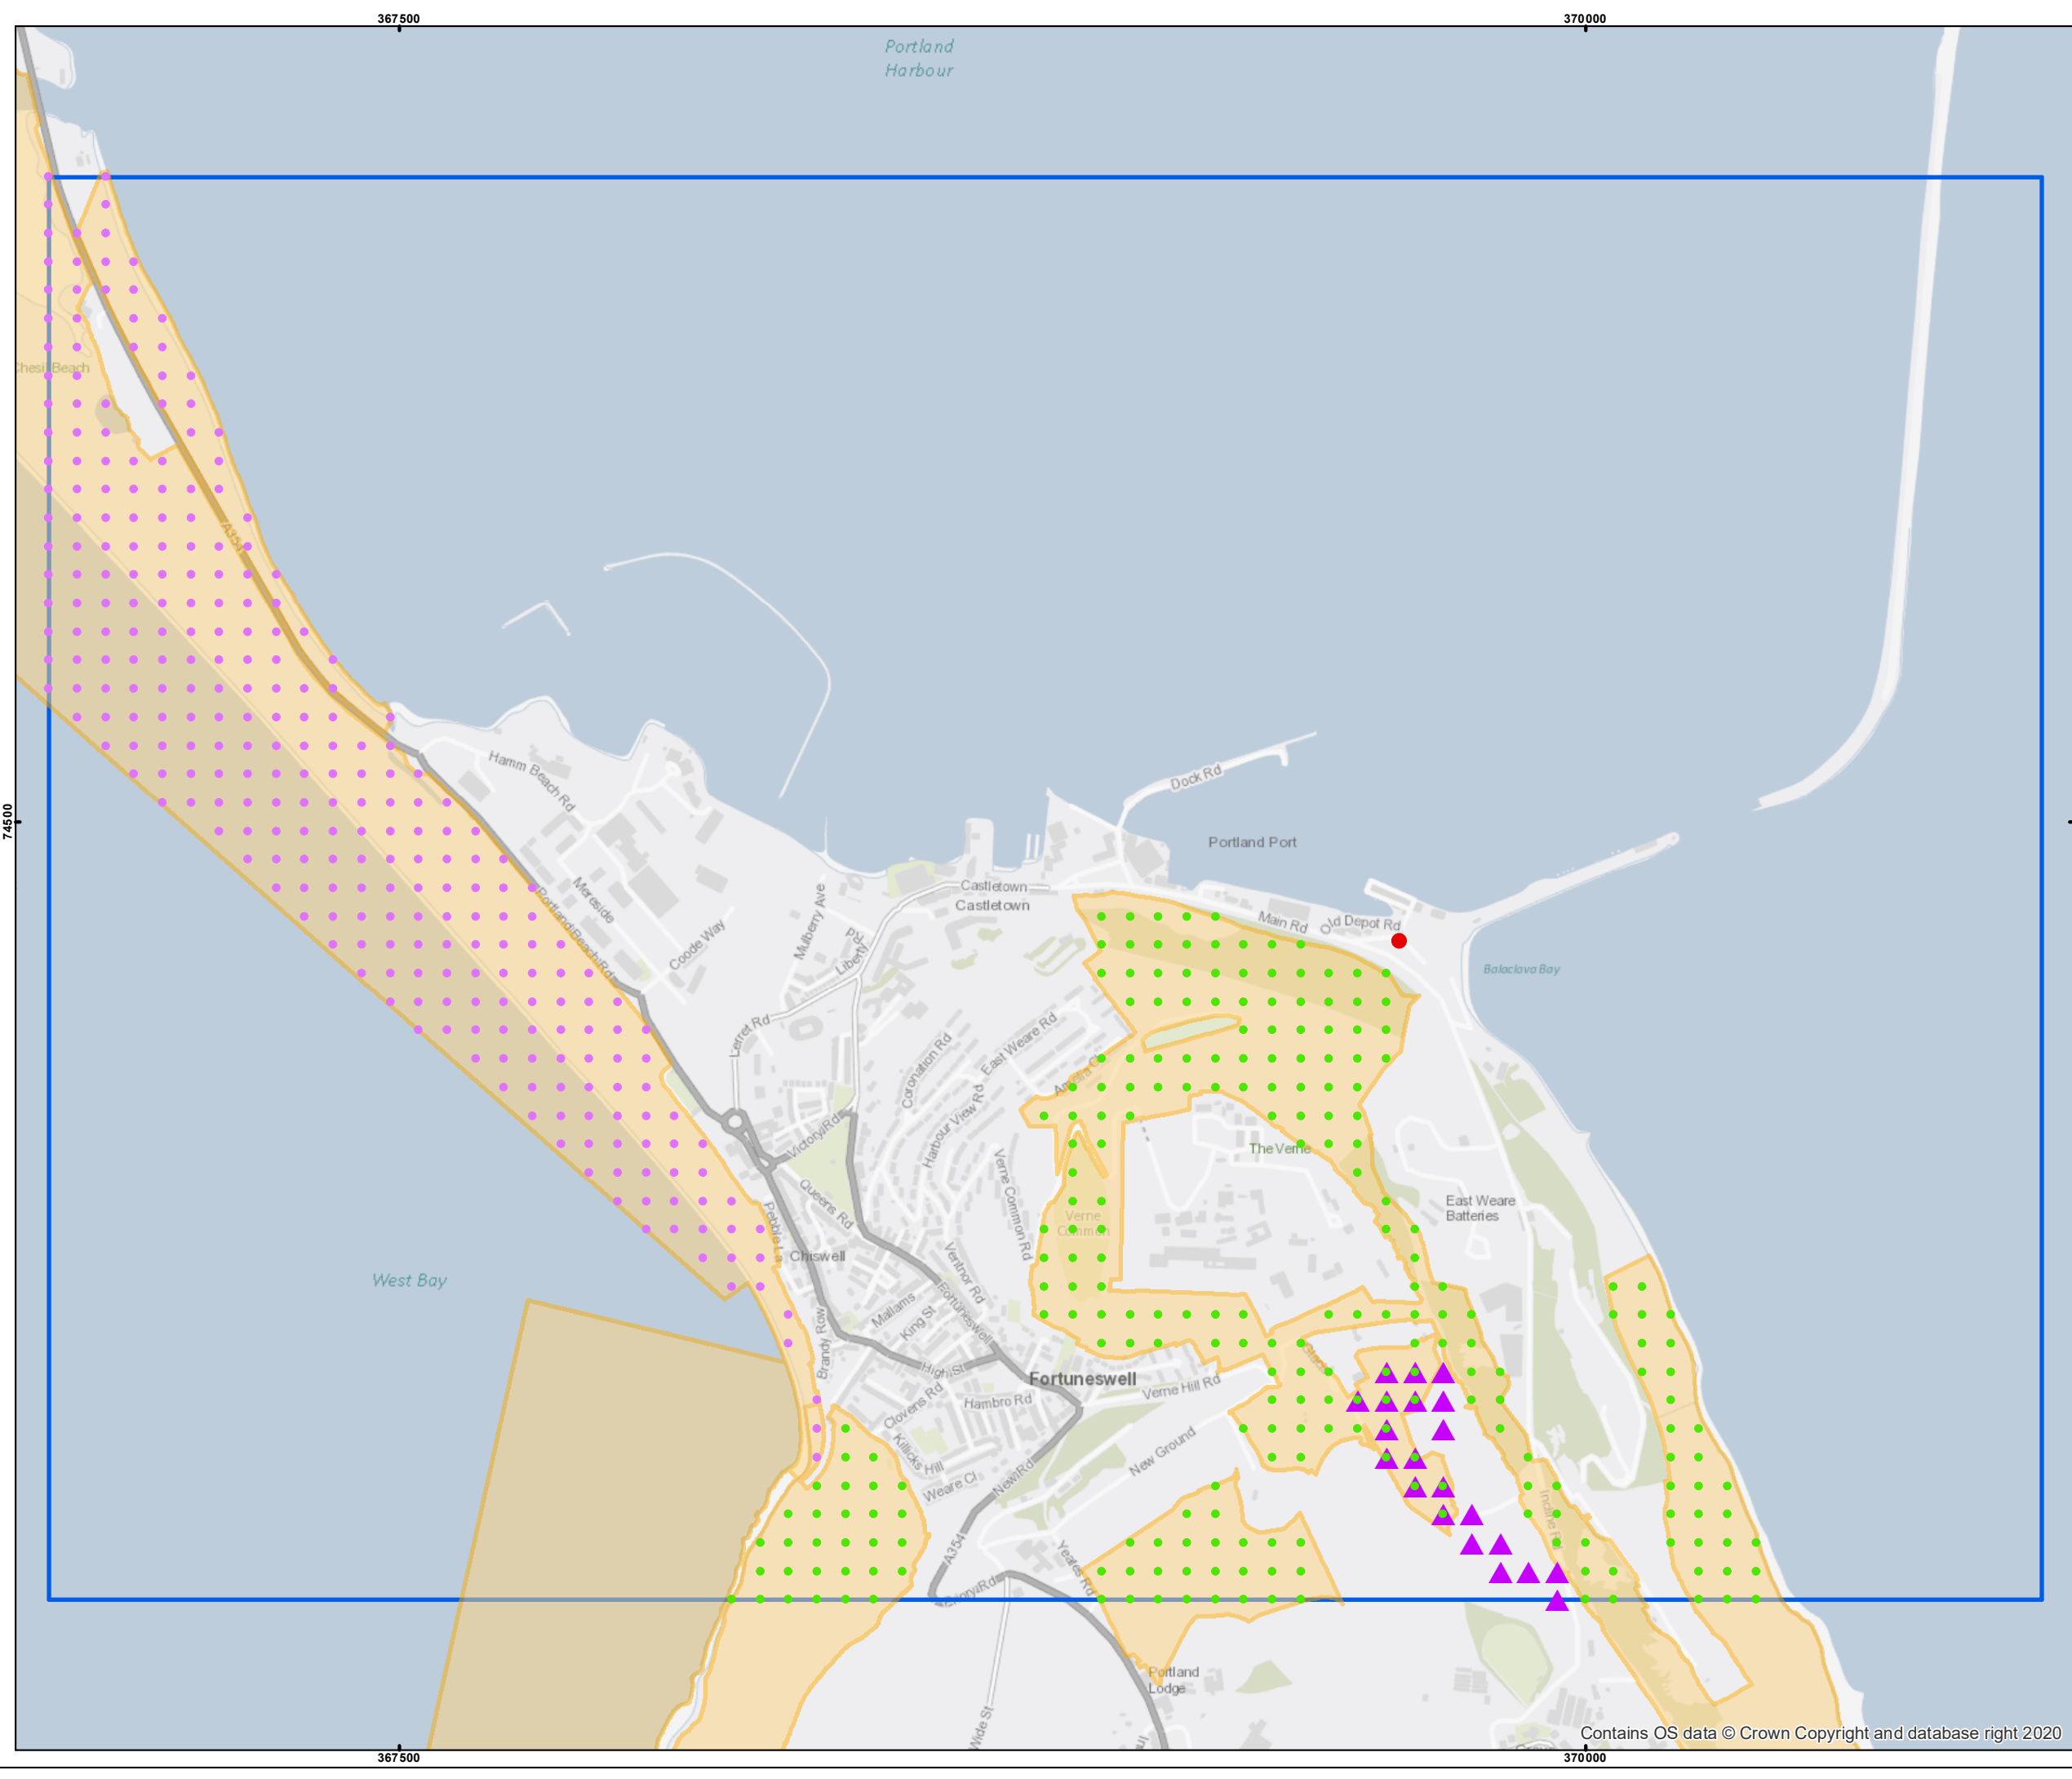 367500
370000
Portland
Harbour
Chesil Beach
A354
74500
Hamm Beach Rd
Dock Rd
Portland Port
Mereside
Portland Beach Rd
Castletown
Castletown
Mulberry Ave
Liberty
Rd
Main Rd
Old Depot Rd
Coode Way
Balaclava Bay
Lerret Rd
Coronation Rd
East Weare Rd
Harbour View Rd
Victory Rd
The Verne
Verne Common Rd
Queens Rd
Verne
Common
East Weare
Batteries
Pebble La
Chiswell
Ventnor Rd
West Bay
Mallams
King St
Fortuneswell
Brandy Row
High St
Fortuneswell
Verne Hill Rd
Clovens Rd
Hambro Rd
Killicks Hill
New Ground
Weare Cl
New Rd
Incline Rd
A354
Yeates Rd
Priory Rd
Portland
Lodge
Wide St
Contains OS data © Crown Copyright and database right 2020
367500
370000